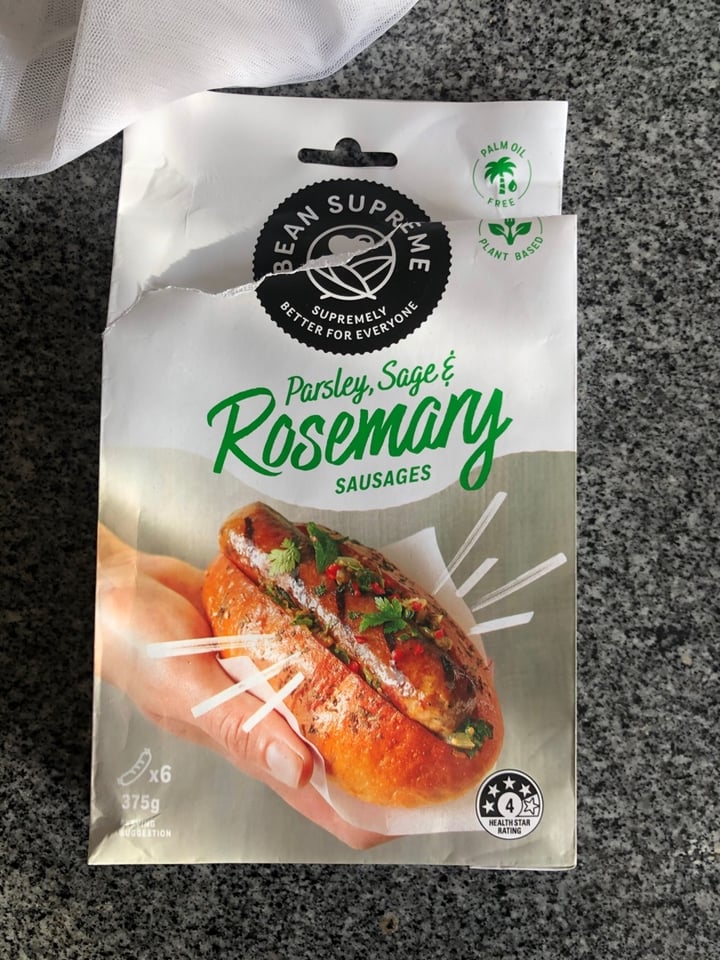 PALM OIL
FREE
BEAN SUPREME
PLANT BASED
SUPREMELY
BETTER FOR EVERYONE
Parsley, Sage &
Rosemary
SAUSAGES
x6
375g
SUGGESTION
4
HEALTH STAR
RATING